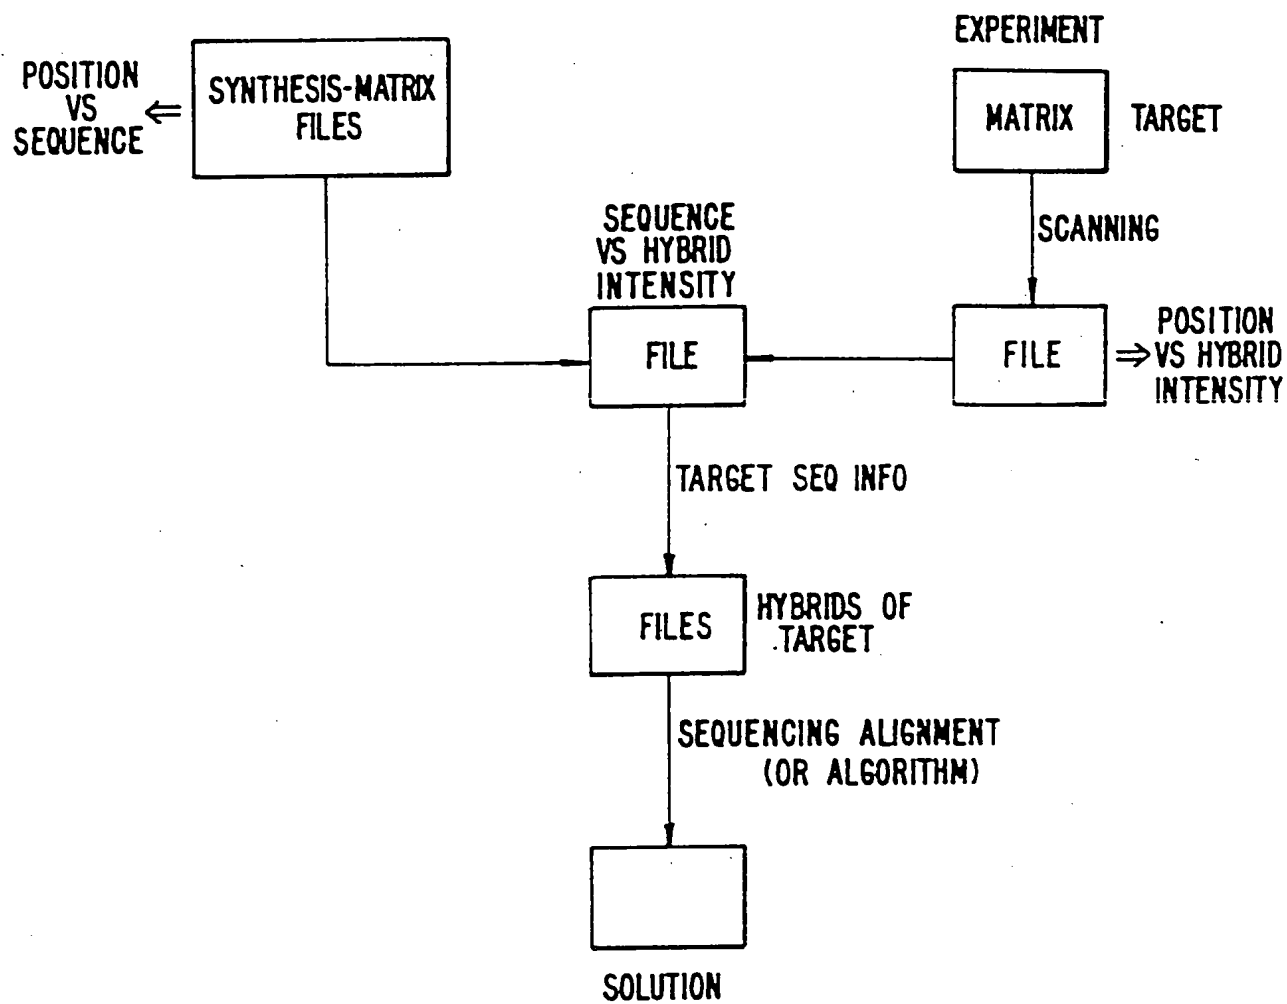 EXPERIMENT
POSITION
VS
SEQUENCE
SYNTHESIS-MATRIX
FILES
MATRIX
TARGET
SCANNING
SEQUENCE
VS HYBRID
INTENSITY
FILE
FILE
POSITION
VS HYBRID
INTENSITY
TARGET SEQ INFO
FILES
HYBRIDS OF
TARGET
SEQUENCING ALIGNMENT
(OR ALGORITHM)
SOLUTION